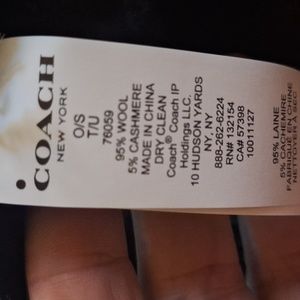 COACH
NEW YORK
O/S
T/U
76059
95% WOOL
5% CASHMERE
MADE IN CHINA
DRY CLEAN
Coach® Coach IP
Holdings LLC.
10 HUDSON YARDS
NY, NY
888-262-6224
RN# 132154
CA# 57398
10011127
95% LAINE
5% CACHEMIRE
FABRIQUÉ EN CHINE
NETTOYER À SEC